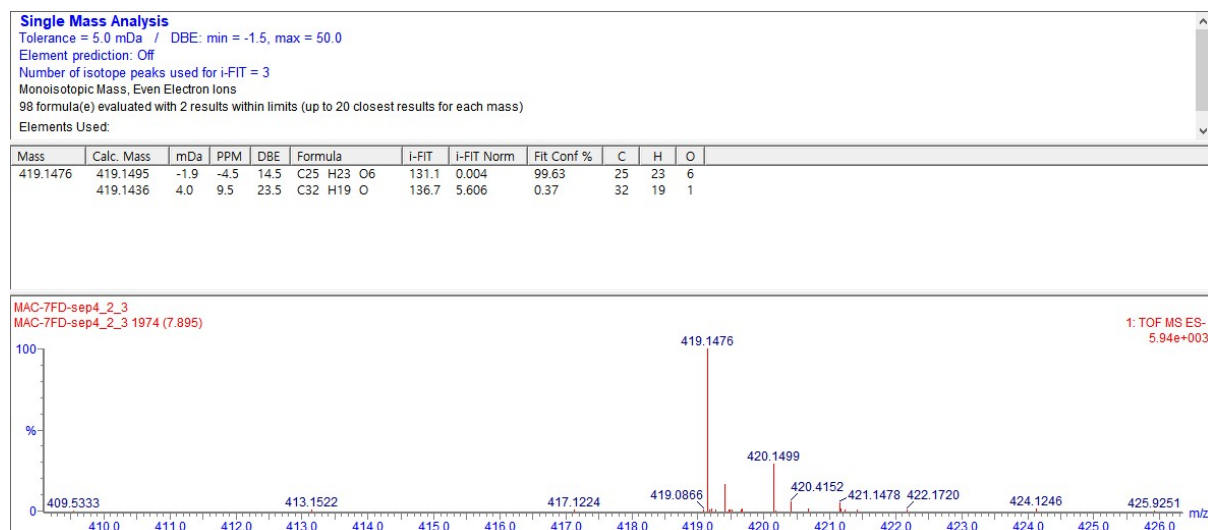 Single Mass Analysis
Tolerance = 5.0 mDa / DBE: min = -1.5, max = 50.0
Element prediction: Off
Number of isotope peaks used for i-FIT = 3
Monoisotopic Mass, Even Electron Ions
98 formula(e) evaluated with 2 results within limits (up to 20 closest results for each mass)
Elements Used:
Mass Calc. Mass mDa PPM DBE Formula i-FIT i-FIT Norm Fit Conf % C H O
419.1476 419.1495 -1.9 -4.5 14.5 C25 H23 O6 131.1 0.004 99.63 25 23 6
419.1436 4.0 9.5 23.5 C32 H19 O 136.7 5.606 0.37 32 19 1
MAC-7FD-sep4_2_3
MAC-7FD-sep4_2_3 1974 (7.895) 1: TOF MS ES-
5.94e+003
419.1476
100
%
420.1499
409.5333 413.1522 417.1224 419.0866 420.4152 421.1478 422.1720 424.1246 425.9251
0
m/z
410.0 411.0 412.0 413.0 414.0 415.0 416.0 417.0 418.0 419.0 420.0 421.0 422.0 423.0 424.0 425.0 426.0